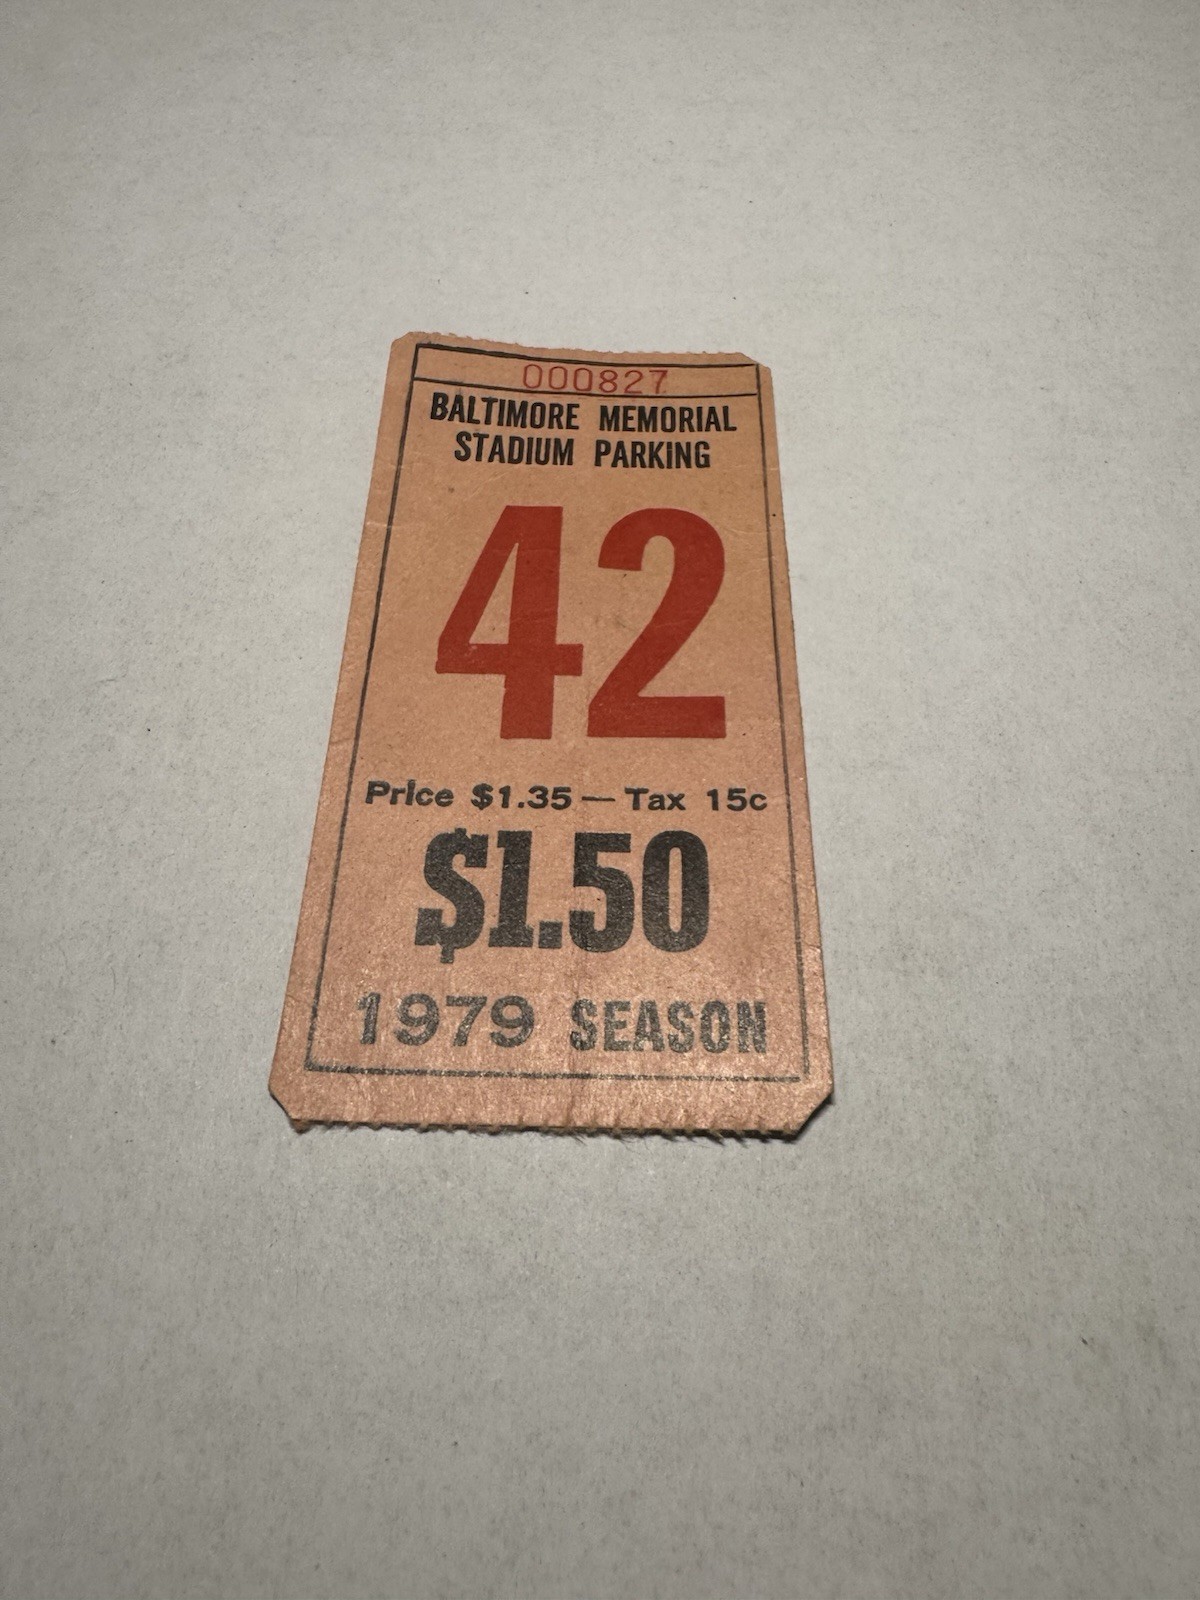 000827
BALTIMORE MEMORIAL
STADIUM PARKING
42
Price $1.35 — Tax 15c
$1.50
1979 SEASON